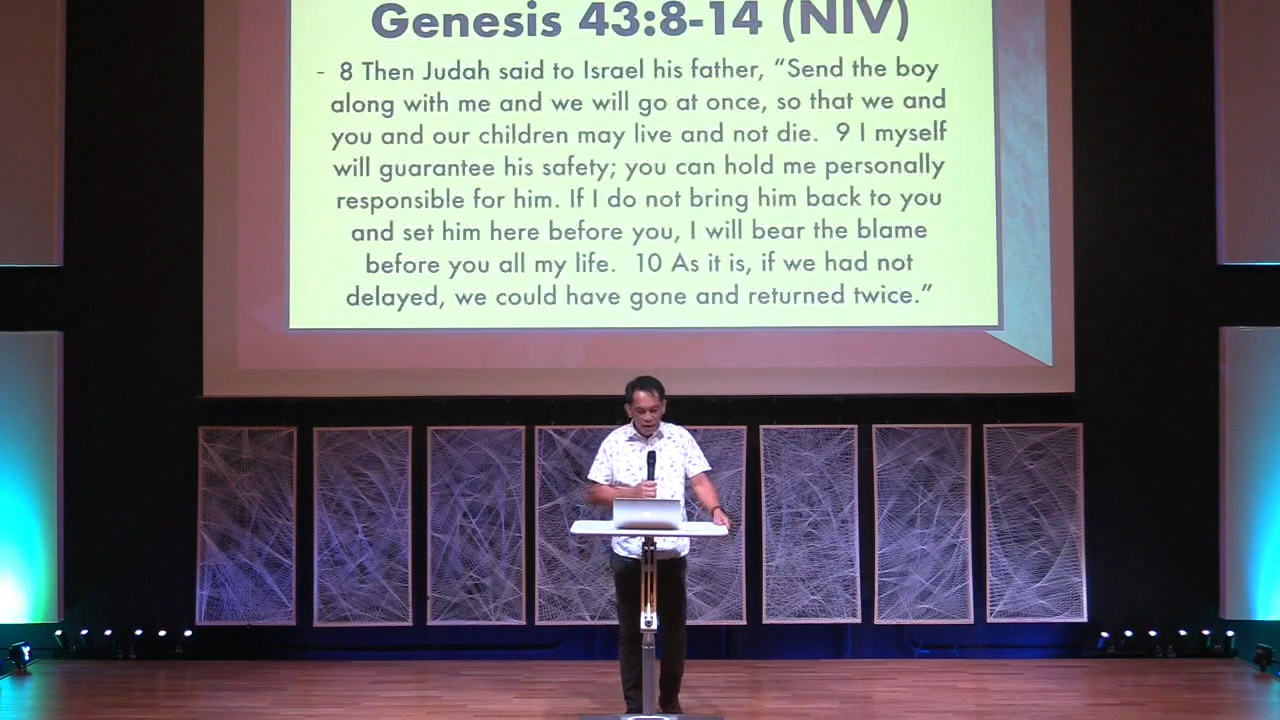 Genesis 43:8-14 (NIV)
- 8 Then Judah said to Israel his father, “Send the boy
along with me and we will go at once, so that we and
you and our children may live and not die. 9 I myself
will guarantee his safety; you can hold me personally
responsible for him. If I do not bring him back to you
and set him here before you, I will bear the blame
before you all my life. 10 As it is, if we had not
delayed, we could have gone and returned twice.”